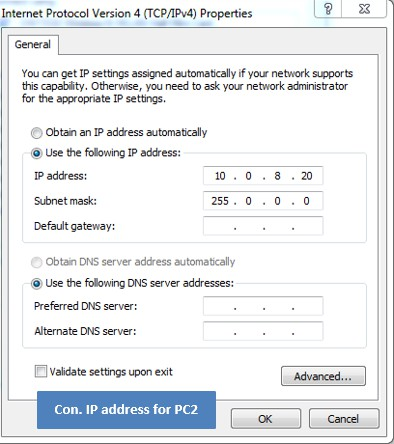 Internet Protocol Version 4 (TCP/IPv4) Properties
General
You can get IP settings assigned automatically if your network supports
this capability. Otherwise, you need to ask your network administrator
for the appropriate IP settings.
Obtain an IP address automatically
Use the following IP address:
IP address: 10 . 0 . 8 . 20
Subnet mask: 255 . 0 . 0 . 0
Default gateway: . . .
Obtain DNS server address automatically
Use the following DNS server addresses:
Preferred DNS server: . . .
Alternate DNS server: . . .
Validate settings upon exit
Advanced...
Con. IP address for PC2
OK Cancel